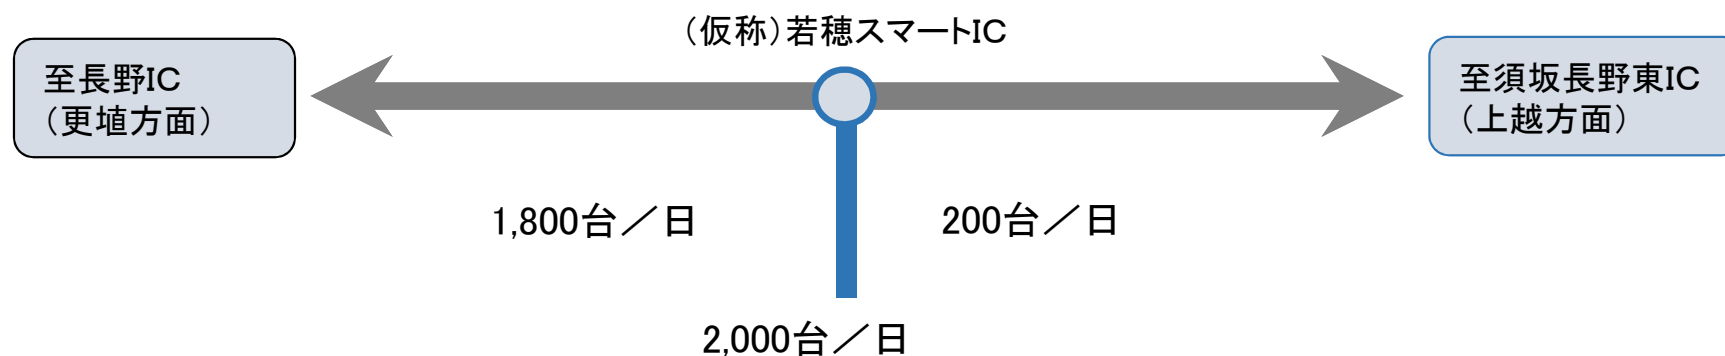 （仮称）若穂スマートIC
至長野IC
（更埴方面）
至須坂長野東IC
（上越方面）
1,800台／日
200台／日
2,000台／日